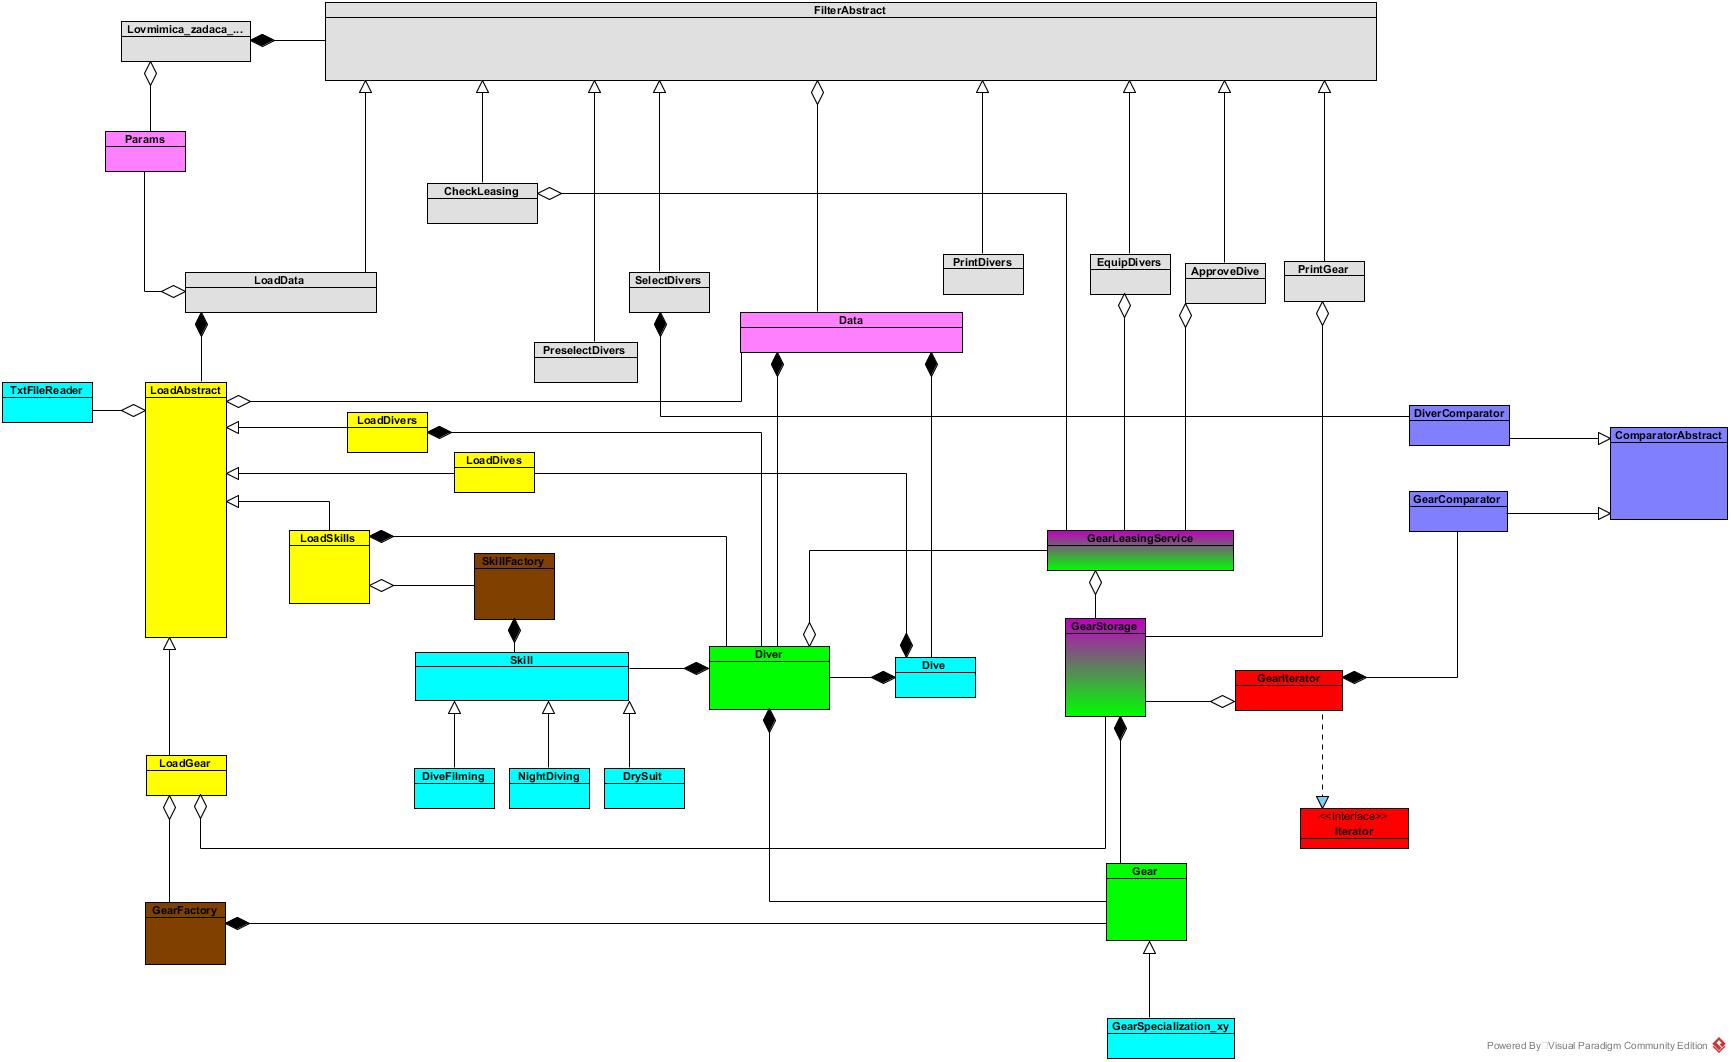 FilterAbstract
Lovmimica_zadaca_...
Params
CheckLeasing
LoadData
SelectDivers
PrintDivers
EquipDivers
ApproveDive
PrintGear
Data
PreselectDivers
TxtFileReader
LoadAbstract
LoadDivers
DiverComparator
ComparatorAbstract
LoadDives
GearComparator
LoadSkills
SkillFactory
GearLeasingService
GearStorage
Skill
Diver
Dive
GearIterator
LoadGear
DiveFilming
NightDiving
DrySuit
<<Interface>>
Iterator
Gear
GearFactory
GearSpecialization_xy
Powered By Visual Paradigm Community Edition